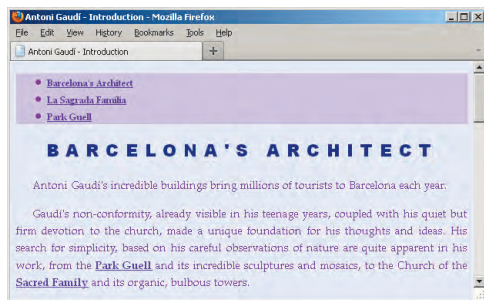 Antoni Gaudí - Introduction - Mozilla Firefox
File Edit View History Bookmarks Tools Help
Antoni Gaudí - Introduction +
Barcelona's Architect
La Sagrada Família
Park Guell
BARCELONA'S ARCHITECT
Antoni Gaudí's incredible buildings bring millions of tourists to Barcelona each year.
Gaudí's non-conformity, already visible in his teenage years, coupled with his quiet but
firm devotion to the church, made a unique foundation for his thoughts and ideas. His
search for simplicity, based on his careful observations of nature are quite apparent in his
work, from the Park Guell and its incredible sculptures and mosaics, to the Church of the
Sacred Family and its organic, bulbous towers.